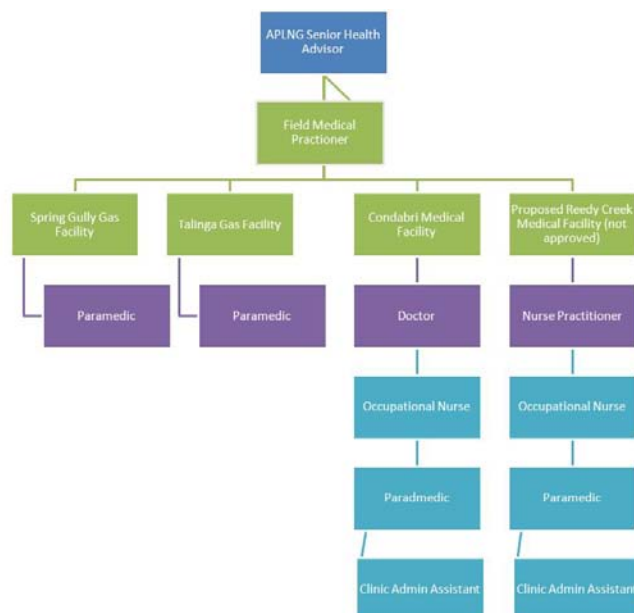 APLNG Senior Health
Advisor
Field Medical
Practioner
Spring Gully Gas
Facility
Talinga Gas Facility
Condabri Medical
Facility
Proposed Reedy Creek
Medical Facility (not
approved)
Paramedic
Paramedic
Doctor
Nurse Practitioner
Occupational Nurse
Occupational Nurse
Paradmedic
Paramedic
Clinic Admin Assistant
Clinic Admin Assistant